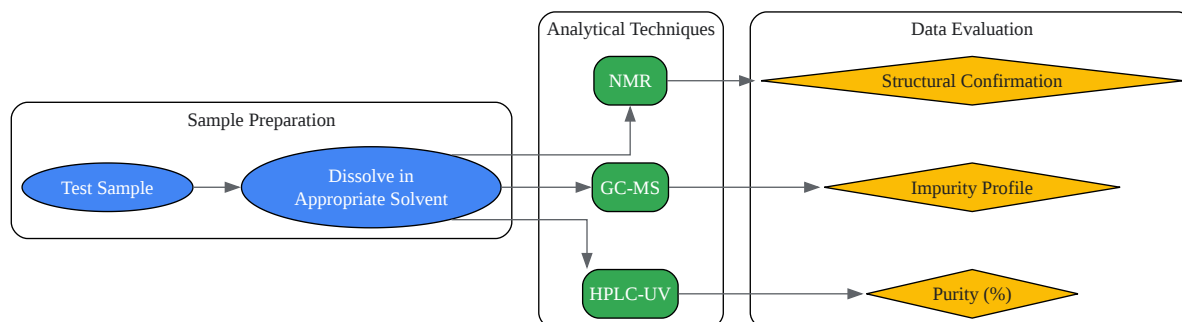 Sample Preparation
Test Sample
Dissolve in
Appropriate Solvent
Analytical Techniques
NMR
GC-MS
HPLC-UV
Data Evaluation
Structural Confirmation
Impurity Profile
Purity (%)